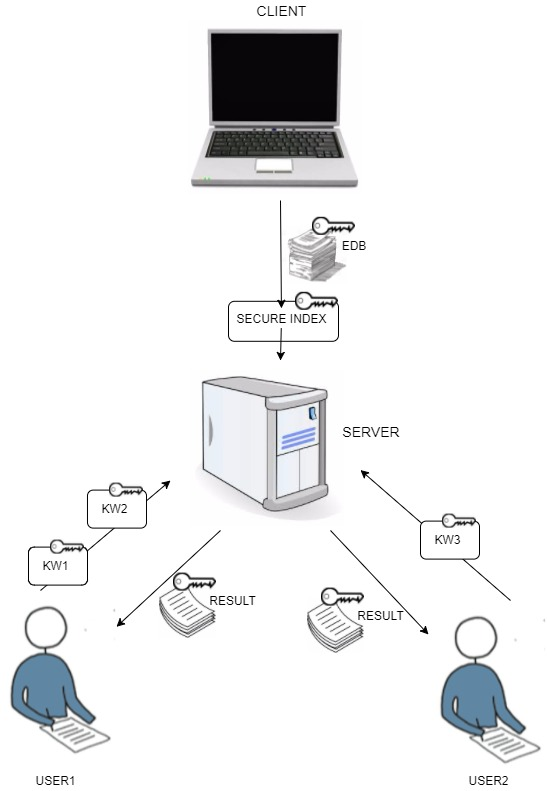 CLIENT
EDB
SECURE INDEX
SERVER
KW2
KW1
KW3
RESULT
RESULT
USER1
USER2